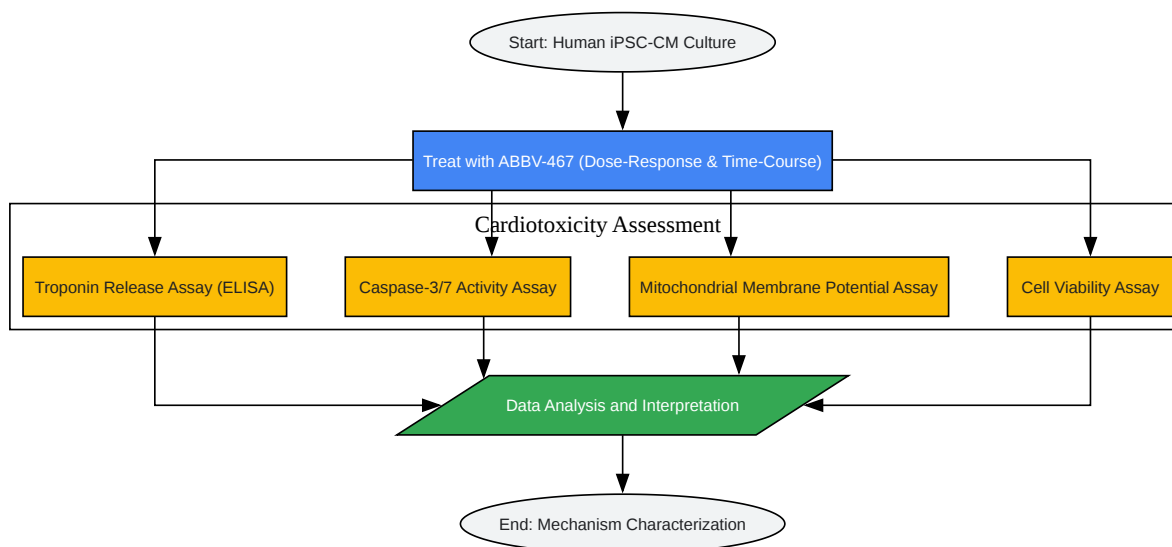 Start: Human iPSC-CM Culture
Treat with ABBV-467 (Dose-Response & Time-Course)
Cardiotoxicity Assessment
Troponin Release Assay (ELISA)
Caspase-3/7 Activity Assay
Mitochondrial Membrane Potential Assay
Cell Viability Assay
Data Analysis and Interpretation
End: Mechanism Characterization